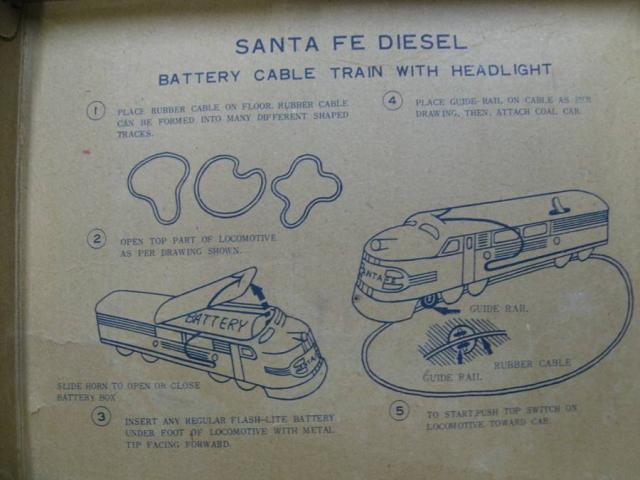 SANTA FE DIESEL
BATTERY CABLE TRAIN WITH HEADLIGHT
1 PLACE RUBBER CABLE ON FLOOR. RUBBER CABLE
CAN BE FORMED INTO MANY DIFFERENT SHAPED
TRACKS.
2 OPEN TOP PART OF LOCOMOTIVE
AS PER DRAWING SHOWN.
BATTERY
SLIDE HORN TO OPEN OR CLOSE
BATTERY BOX
3 INSERT ANY REGULAR FLASH-LITE BATTERY
UNDER FOOT OF LOCOMOTIVE WITH METAL
TIP FACING FORWARD.
4 PLACE GUIDE-RAIL ON CABLE AS PER
DRAWING. THEN, ATTACH COAL CAR.
SANTA
GUIDE RAIL
RUBBER CABLE
GUIDE RAIL
5 TO START,PUSH TOP SWITCH ON
LOCOMOTIVE TOWARD CAB